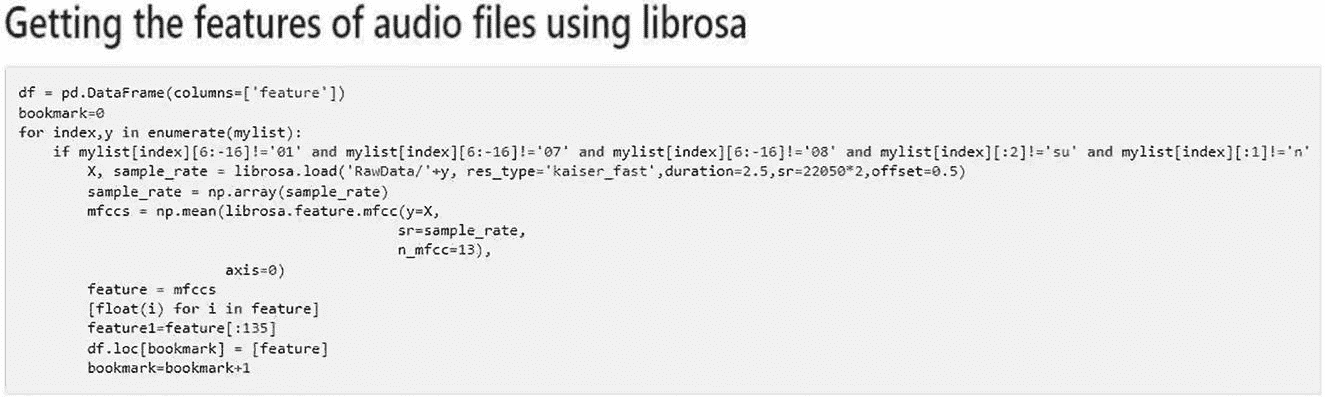 Getting the features of audio files using librosa
df = pd.DataFrame(columns=['feature'])
bookmark=0
for index,y in enumerate(mylist):
    if mylist[index][6:-16]!='01' and mylist[index][6:-16]!='07' and mylist[index][6:-16]!='08' and mylist[index][:2]!='su' and mylist[index][:1]!='n'
        X, sample_rate = librosa.load('RawData/'+y, res_type='kaiser_fast',duration=2.5,sr=22050*2,offset=0.5)
        sample_rate = np.array(sample_rate)
        mfccs = np.mean(librosa.feature.mfcc(y=X,
                                            sr=sample_rate,
                                            n_mfcc=13),
                        axis=0)
        feature = mfccs
        [float(i) for i in feature]
        feature1=feature[:135]
        df.loc[bookmark] = [feature]
        bookmark=bookmark+1